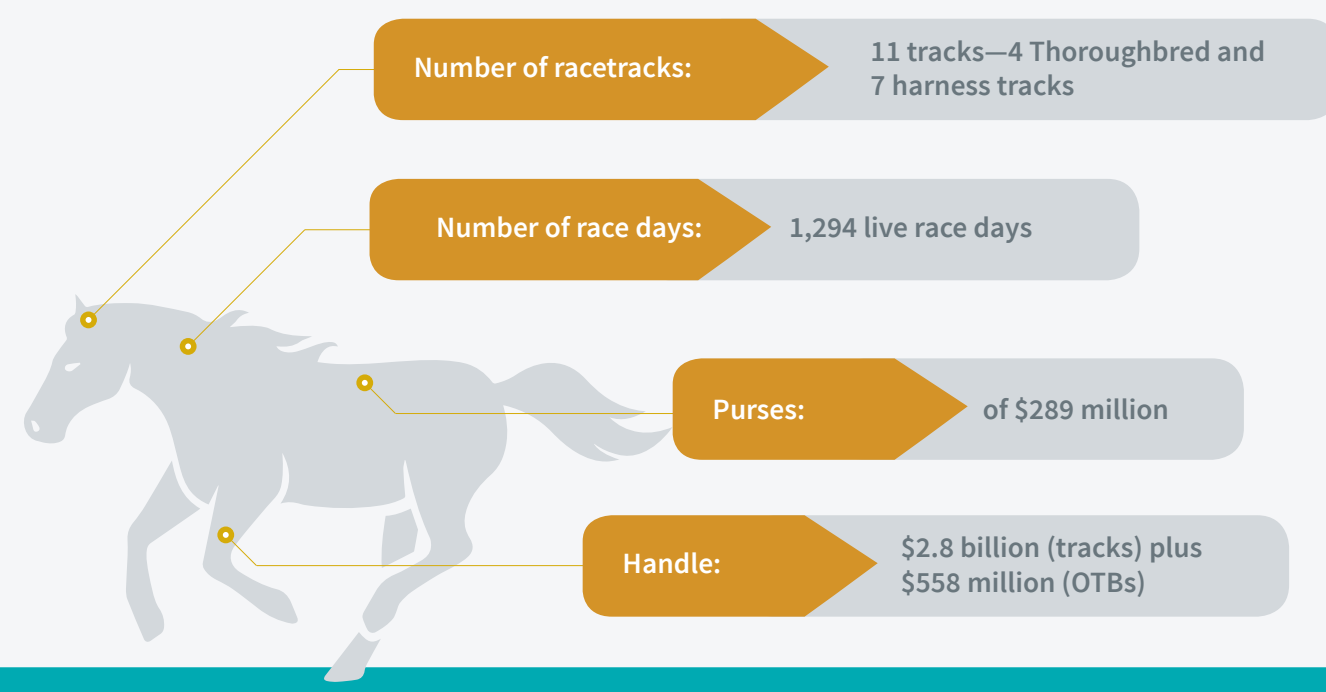 Number of racetracks:
11 tracks—4 Thoroughbred and
7 harness tracks
Number of race days:
1,294 live race days
Purses:
of $289 million
Handle:
$2.8 billion (tracks) plus
$558 million (OTBs)